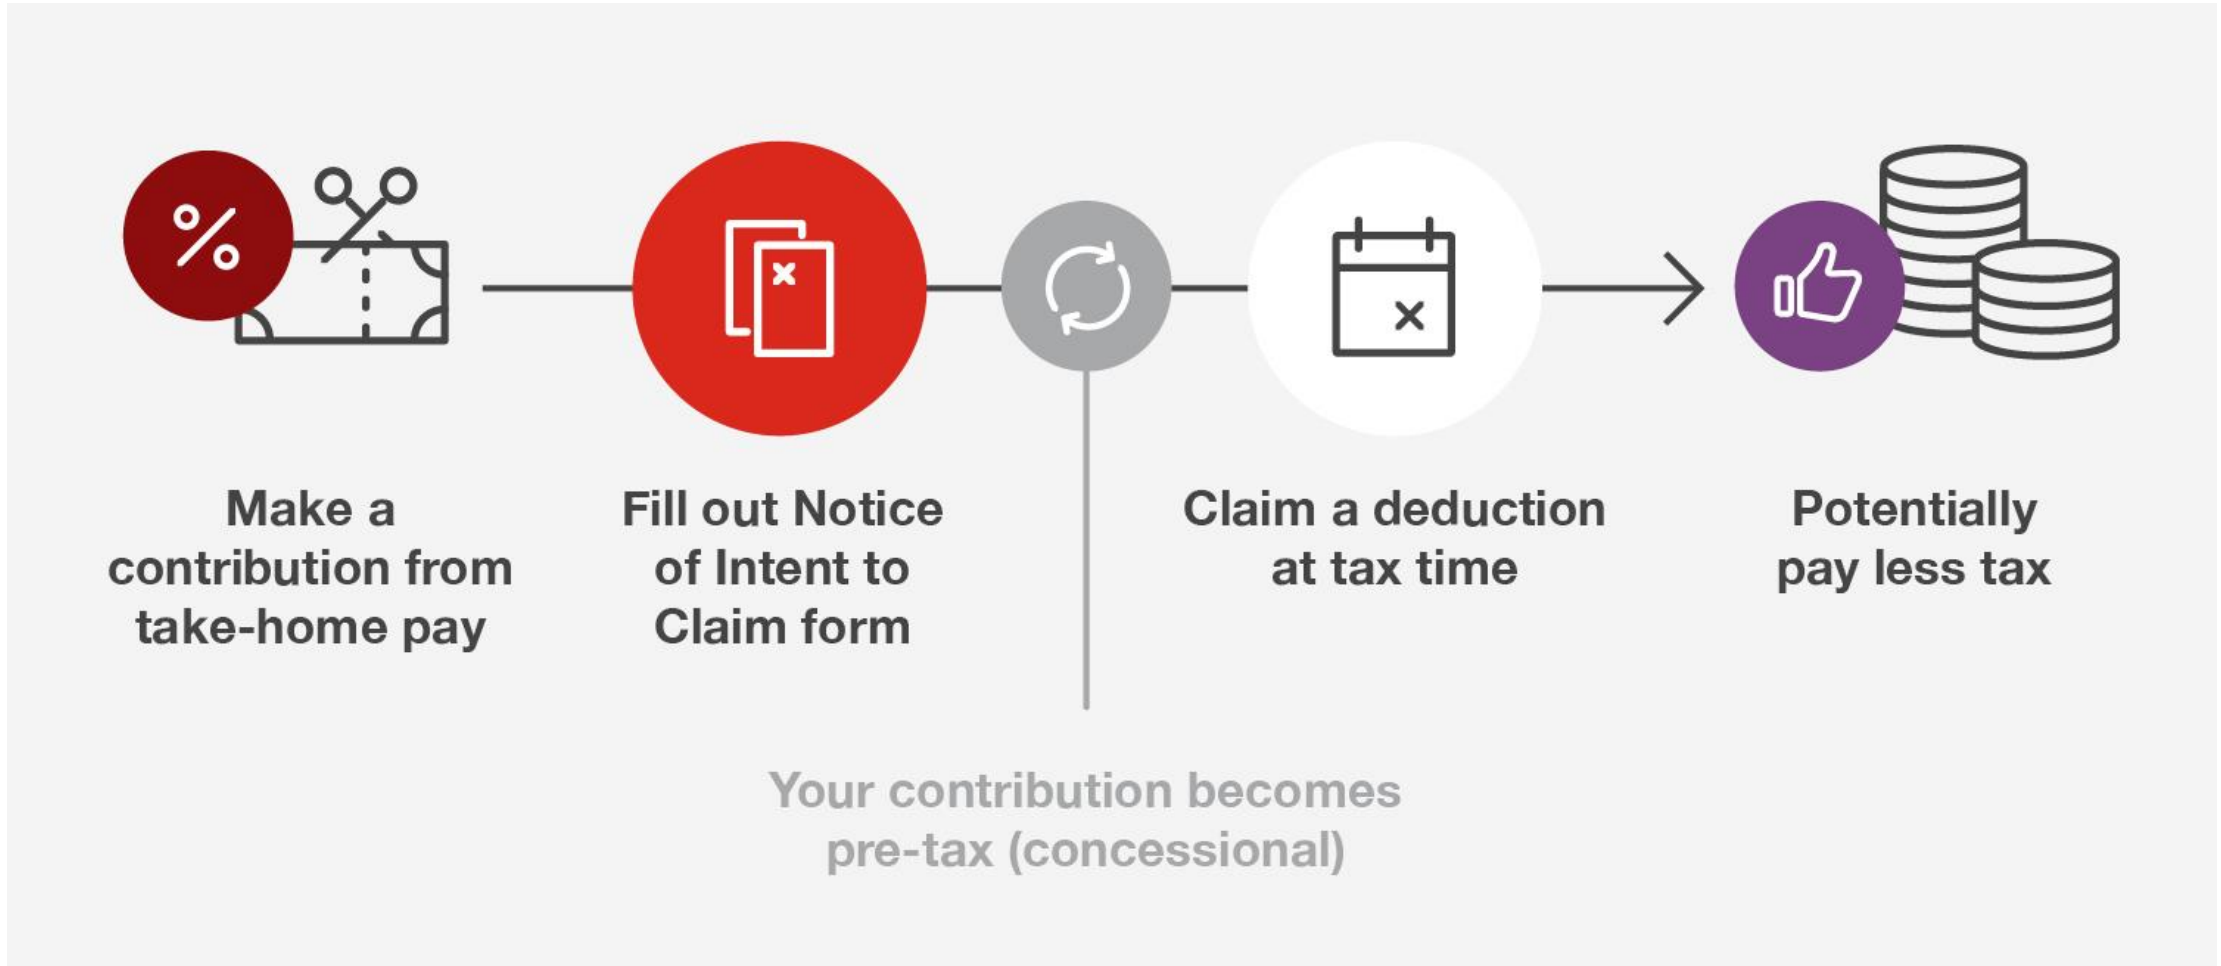 %
Make a
contribution from
take-home pay
Fill out Notice
of Intent to
Claim form
Your contribution becomes
pre-tax (concessional)
Claim a deduction
at tax time
Potentially
pay less tax